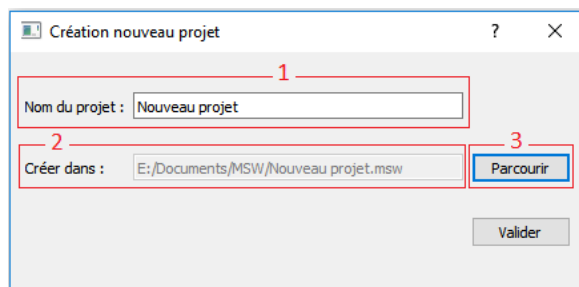 Création nouveau projet ? X
1
Nom du projet : Nouveau projet
2 3
Créer dans : E:/Documents/MSW/Nouveau projet.msw Parcourir
Valider